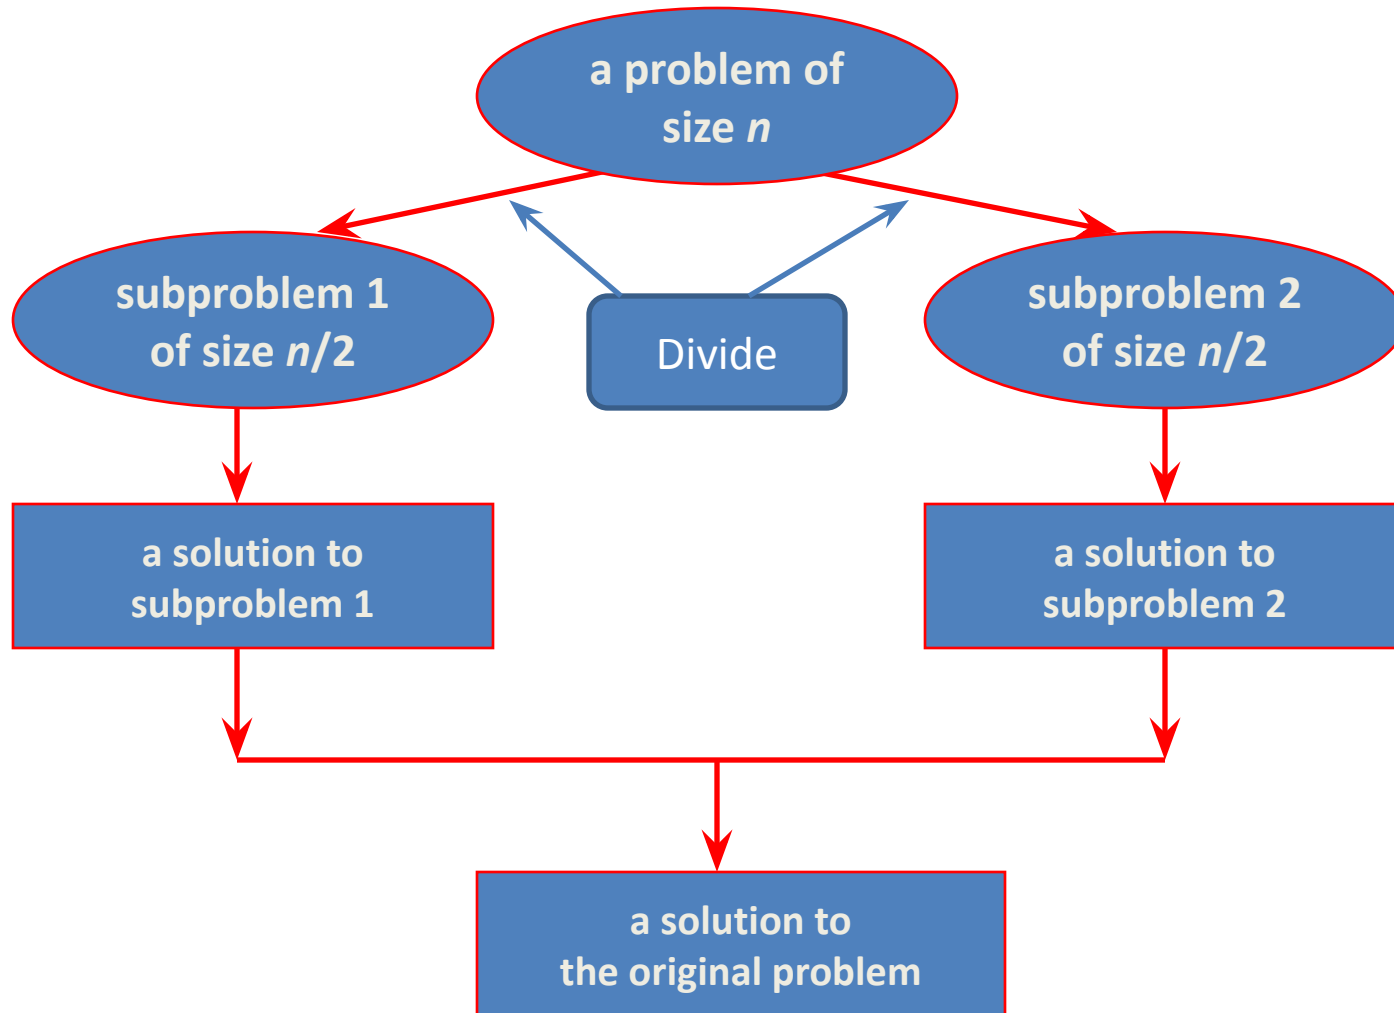 a problem of
size n
subproblem 1
of size n/2
Divide
subproblem 2
of size n/2
a solution to
subproblem 1
a solution to
subproblem 2
a solution to
the original problem